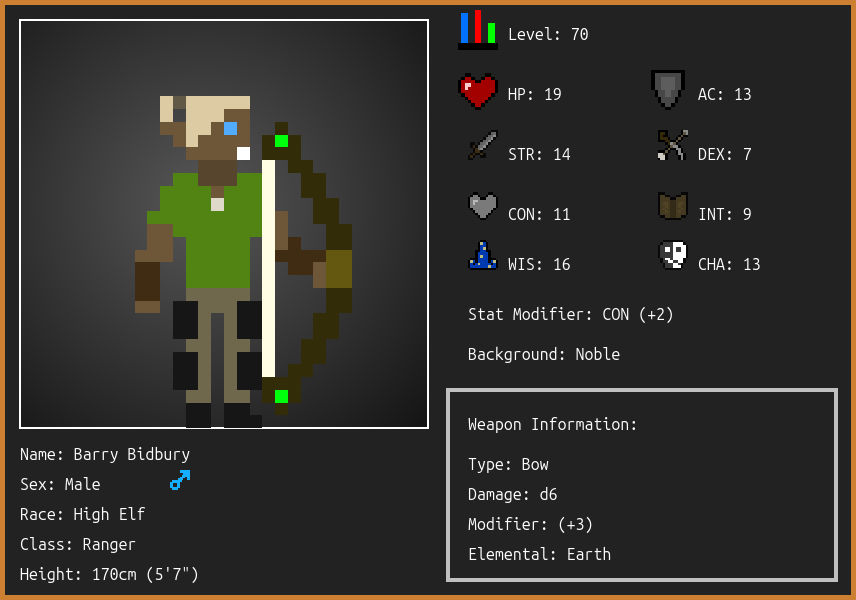 Level: 70
HP: 19
AC: 13
STR: 14
DEX: 7
CON: 11
INT: 9
WIS: 16
CHA: 13
Stat Modifier: CON (+2)
Background: Noble
Weapon Information:
Type: Bow
Damage: d6
Modifier: (+3)
Elemental: Earth
Name: Barry Bidbury
Sex: Male
Race: High Elf
Class: Ranger
Height: 170cm (5'7")